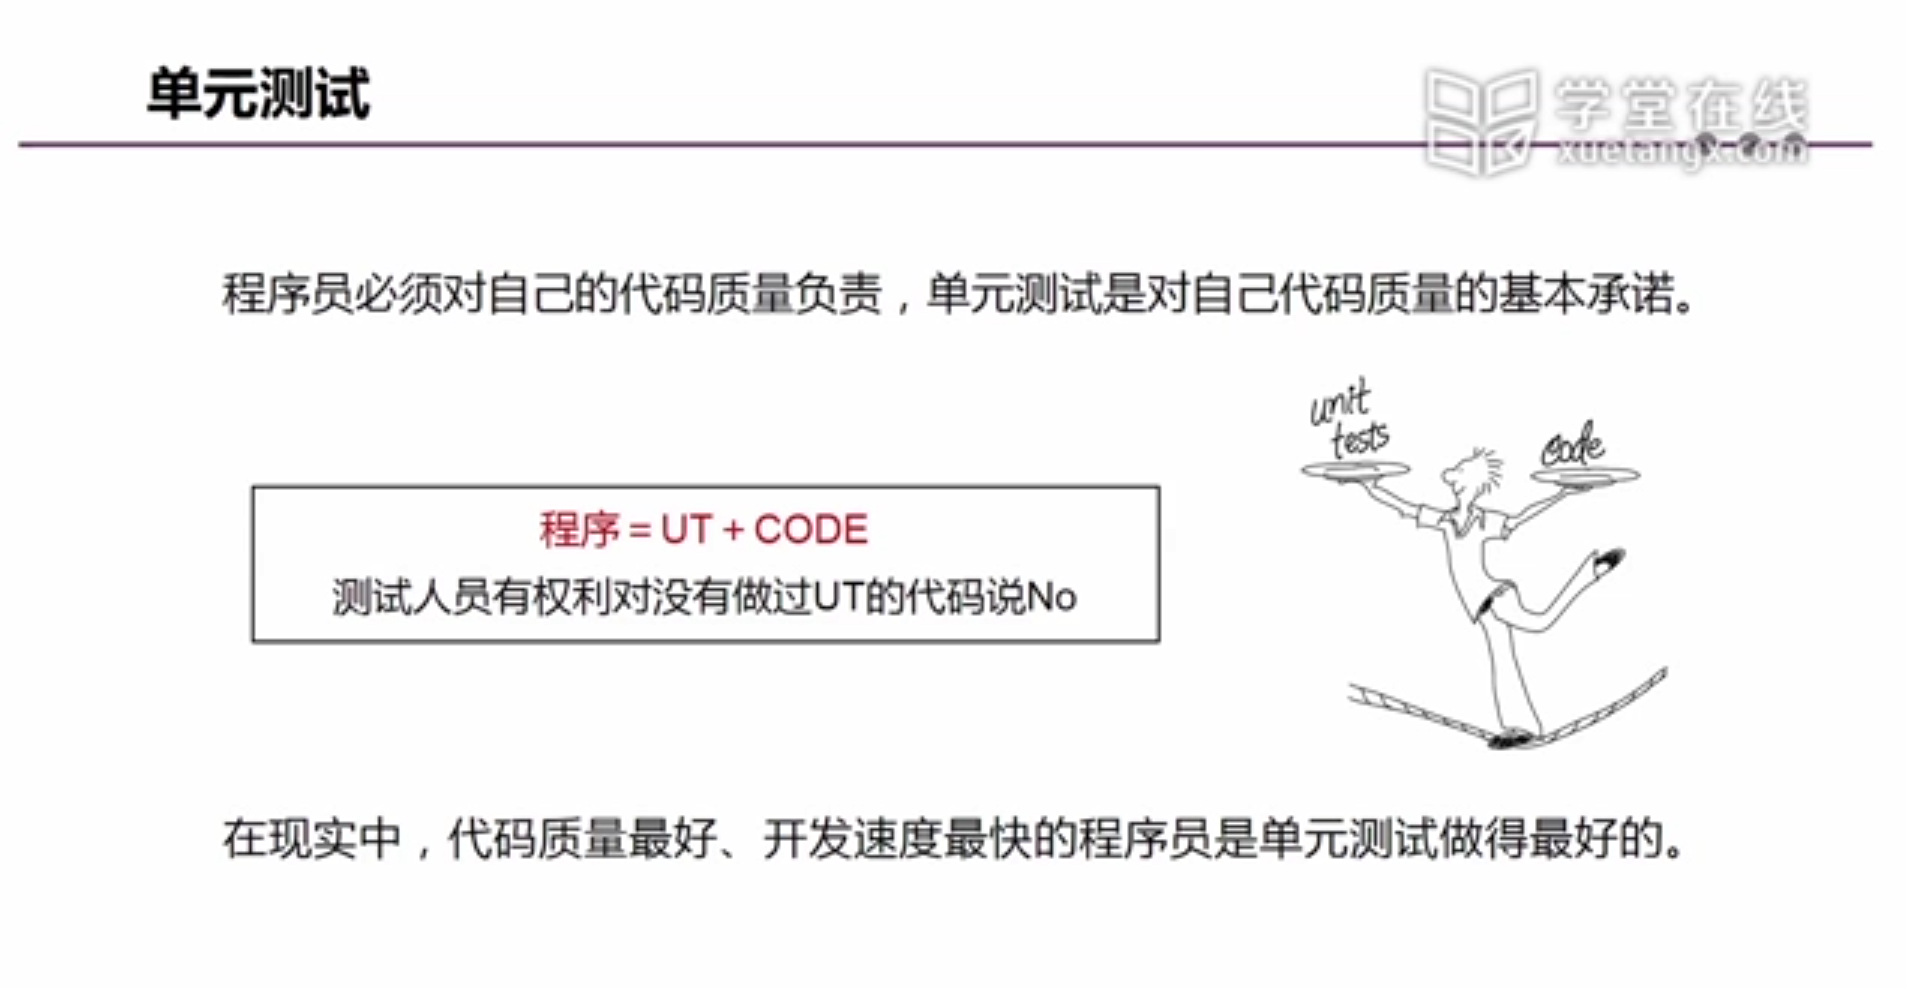 单元测试
学堂在线
xuetangx.com
程序员必须对自己的代码质量负责，单元测试是对自己代码质量的基本承诺。
unit
tests
code
程序＝UT＋CODE
测试人员有权利对没有做过UT的代码说No
在现实中，代码质量最好、开发速度最快的程序员是单元测试做得最好的。